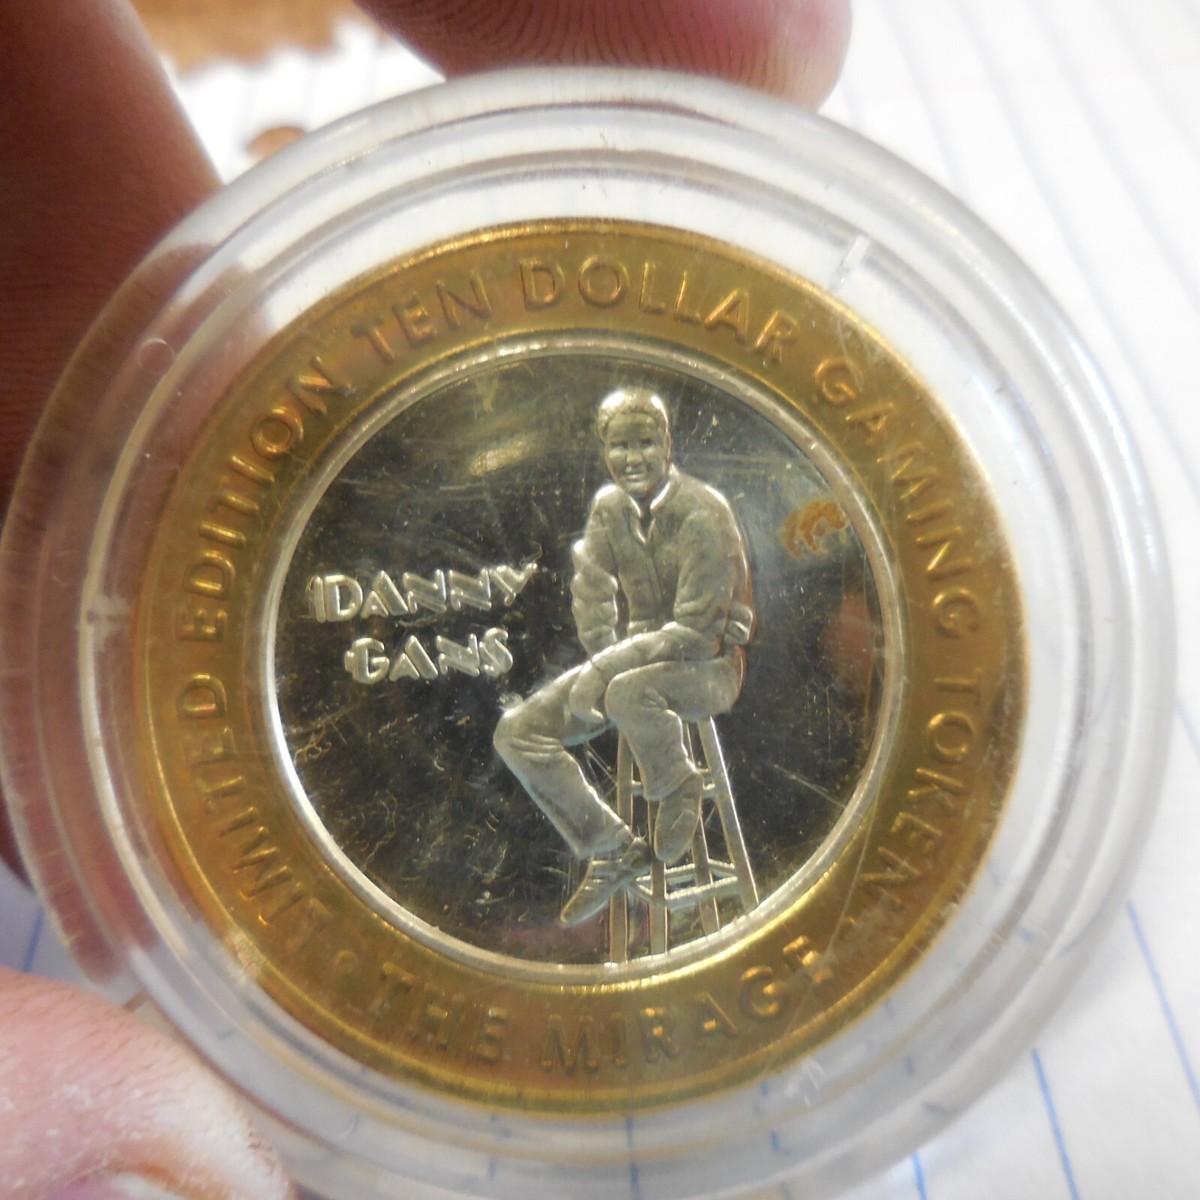 LIMITED EDITION TEN DOLLAR GAMING TOKEN
• THE MIRAGE •
DANNY
GANS